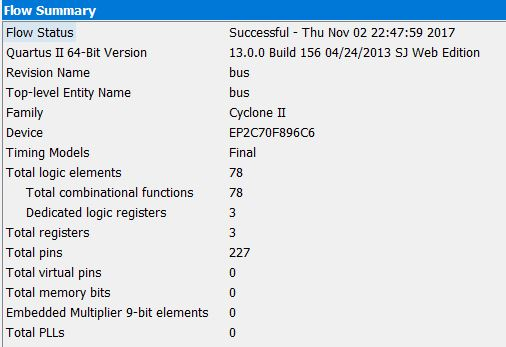 Flow Summary
Flow Status Successful - Thu Nov 02 22:47:59 2017
Quartus II 64-Bit Version 13.0.0 Build 156 04/24/2013 SJ Web Edition
Revision Name bus
Top-level Entity Name bus
Family Cyclone II
Device EP2C70F896C6
Timing Models Final
Total logic elements 78
Total combinational functions 78
Dedicated logic registers 3
Total registers 3
Total pins 227
Total virtual pins 0
Total memory bits 0
Embedded Multiplier 9-bit elements 0
Total PLLs 0